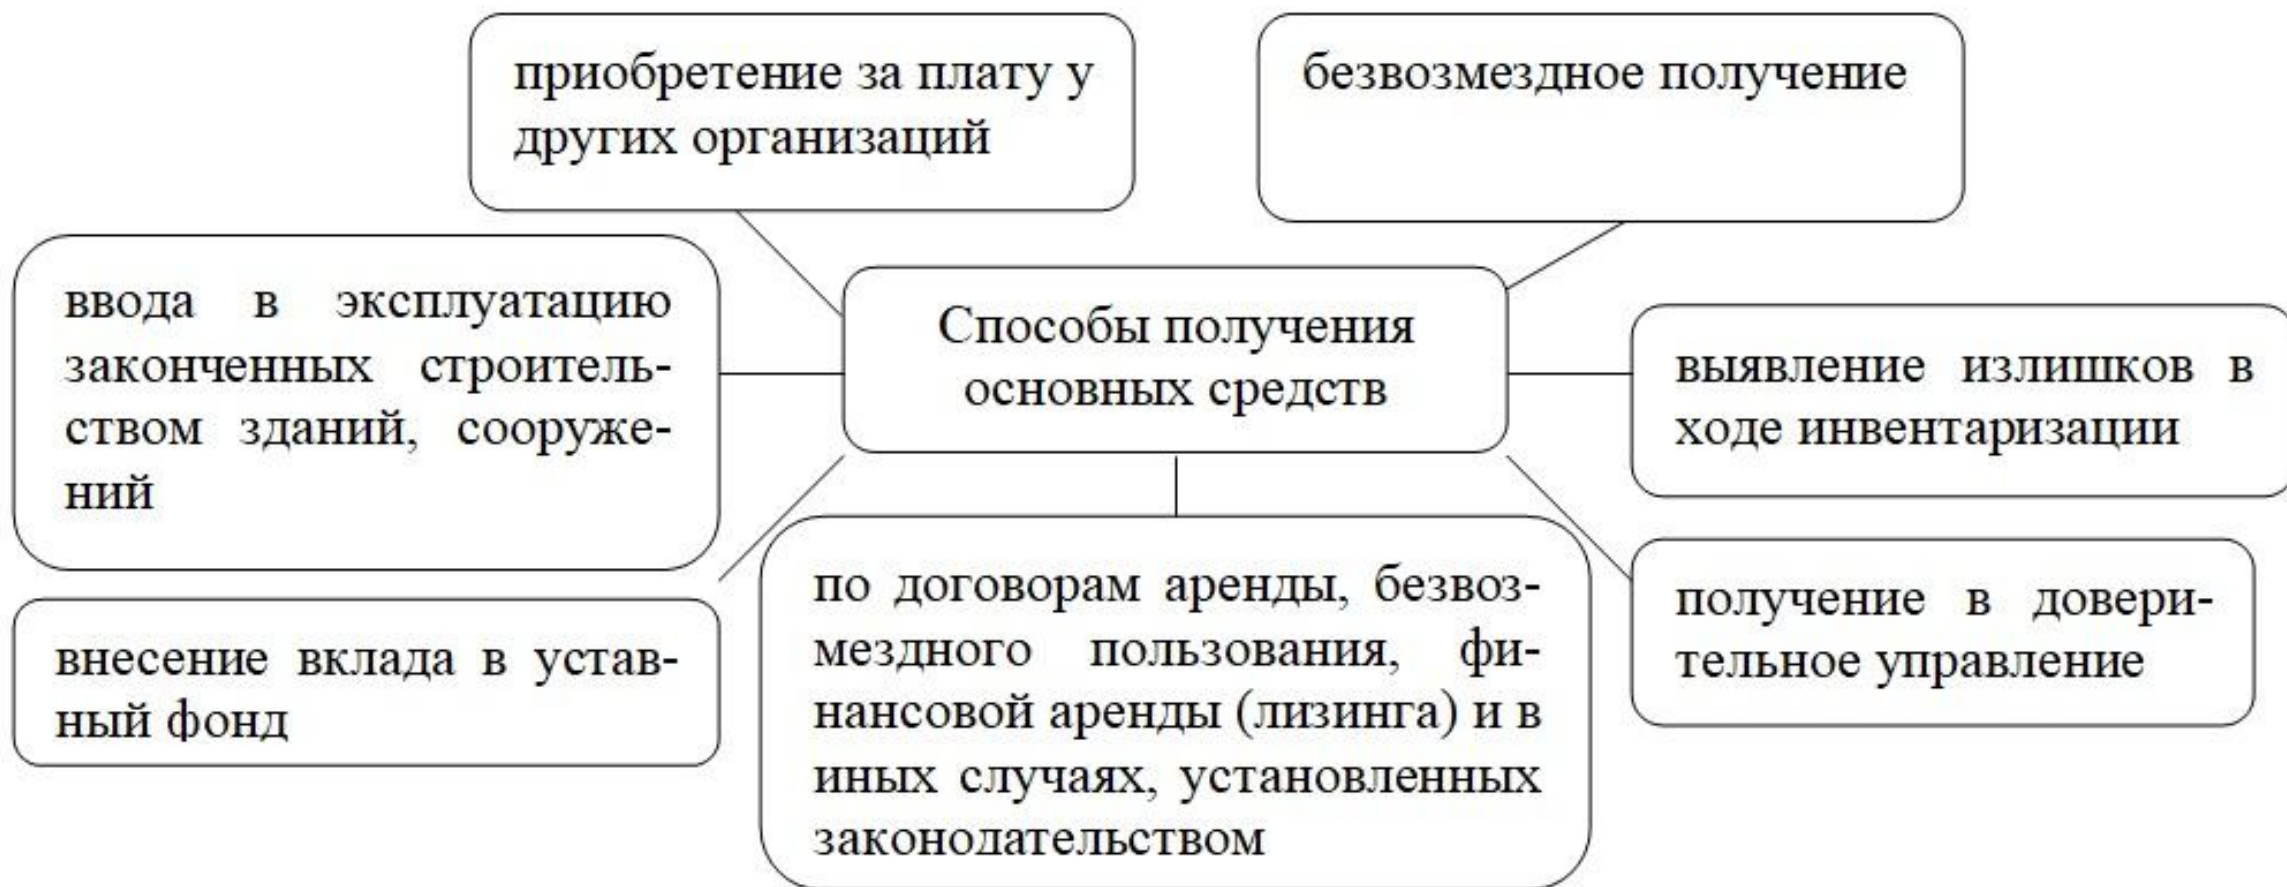 приобретение за плату у
других организаций
безвозмездное получение
ввода в эксплуатацию
законченных строитель-
ством зданий, сооруже-
ний
Способы получения
основных средств
выявление излишков в
ходе инвентаризации
внесение вклада в устав-
ный фонд
по договорам аренды, безвоз-
мездного пользования, фи-
нансовой аренды (лизинга) и в
иных случаях, установленных
законодательством
получение в довери-
тельное управление